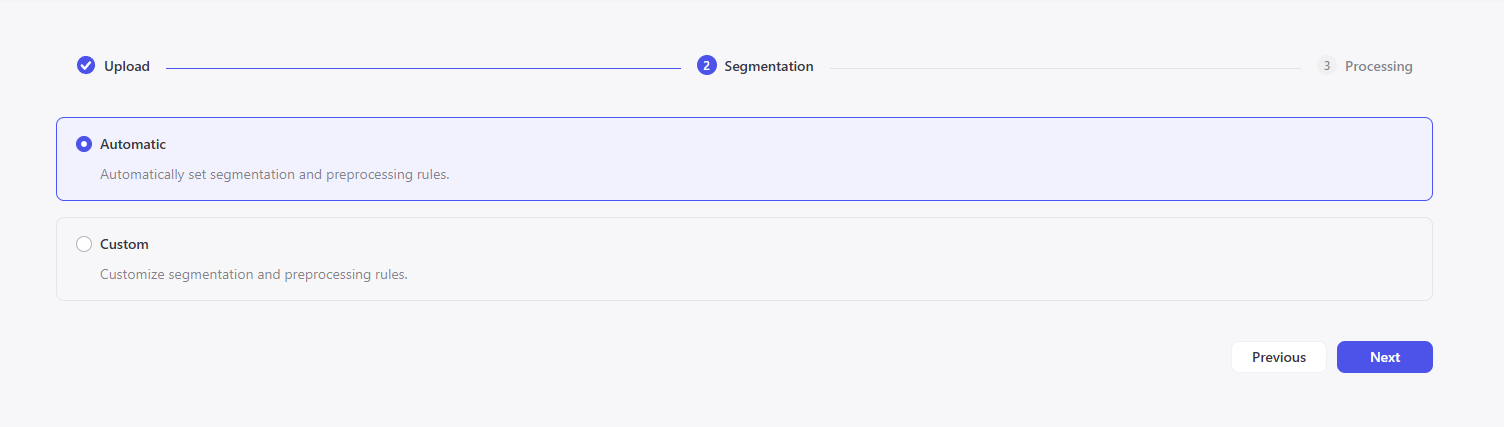 Upload
2 Segmentation
3 Processing
Automatic
Automatically set segmentation and preprocessing rules.
Custom
Customize segmentation and preprocessing rules.
Previous
Next